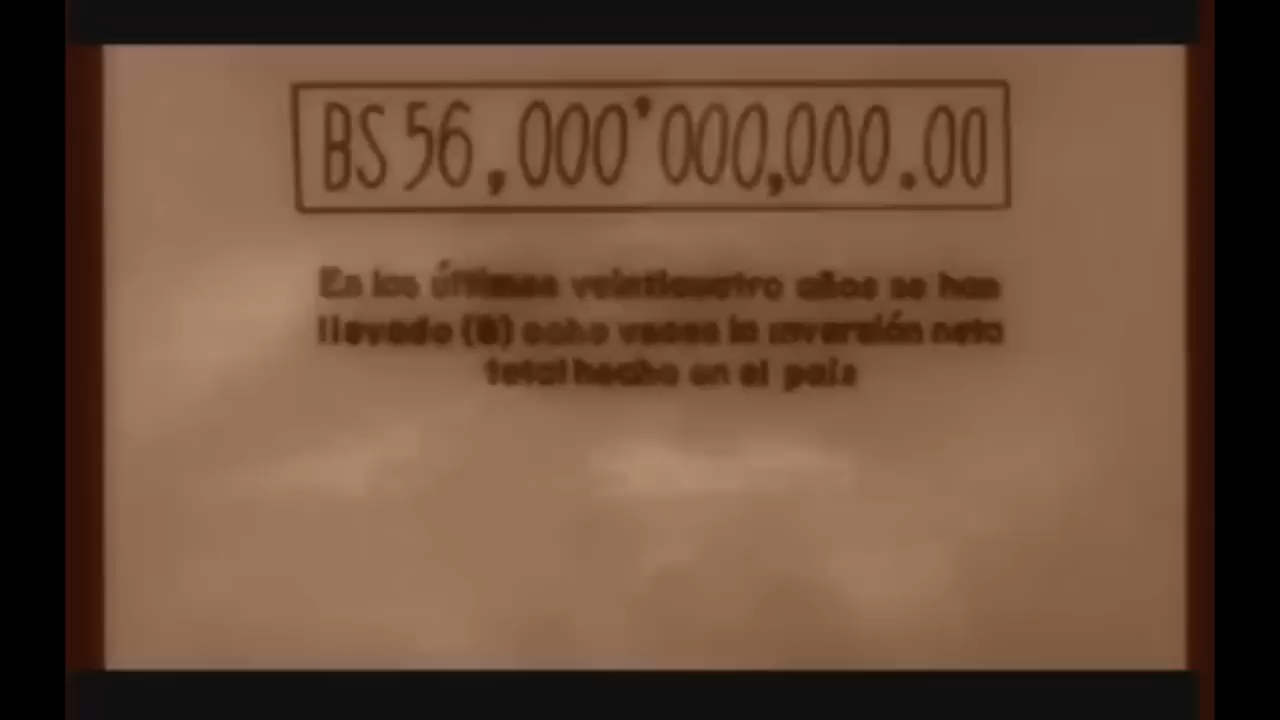 BS 56,000'000,000.00
En los últimos veinticuatro años se han
llevado (8) ocho veces la inversión neta
total hecha en el país